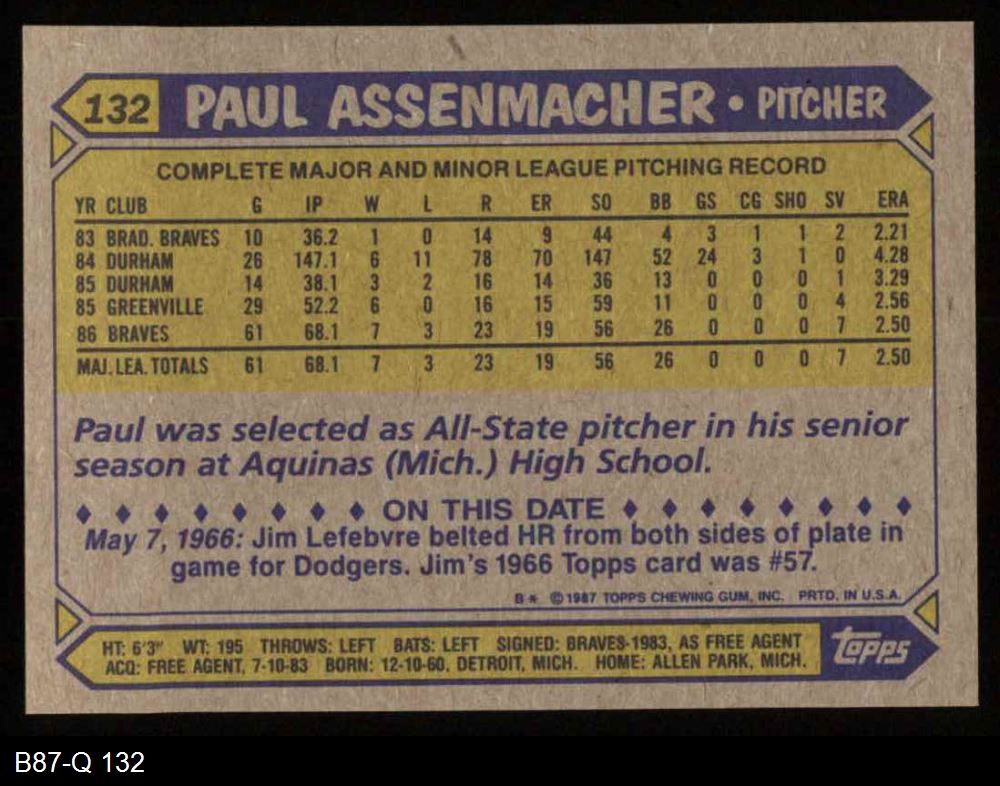 132 PAUL ASSENMACHER • PITCHER
COMPLETE MAJOR AND MINOR LEAGUE PITCHING RECORD
YR CLUB G IP W L R ER SO BB GS CG SHO SV ERA
83 BRAD. BRAVES 10 36.2 1 0 14 9 44 4 3 1 1 2 2.21
84 DURHAM 26 147.1 6 11 78 70 147 52 24 3 1 0 4.28
85 DURHAM 14 38.1 3 2 16 14 36 13 0 0 0 1 3.29
85 GREENVILLE 29 52.2 6 0 16 15 59 11 0 0 0 4 2.56
86 BRAVES 61 68.1 7 3 23 19 56 26 0 0 0 7 2.50
MAJ. LEA. TOTALS 61 68.1 7 3 23 19 56 26 0 0 0 7 2.50
Paul was selected as All-State pitcher in his senior
season at Aquinas (Mich.) High School.
ON THIS DATE
May 7, 1966: Jim Lefebvre belted HR from both sides of plate in
game for Dodgers. Jim's 1966 Topps card was #57.
B* ©1987 TOPPS CHEWING GUM, INC. PRTD. IN U.S.A.
HT: 6'3" WT: 195 THROWS: LEFT BATS: LEFT SIGNED: BRAVES-1983, AS FREE AGENT
ACQ: FREE AGENT, 7-10-83 BORN: 12-10-60, DETROIT, MICH. HOME: ALLEN PARK, MICH.
Topps
B87-Q 132